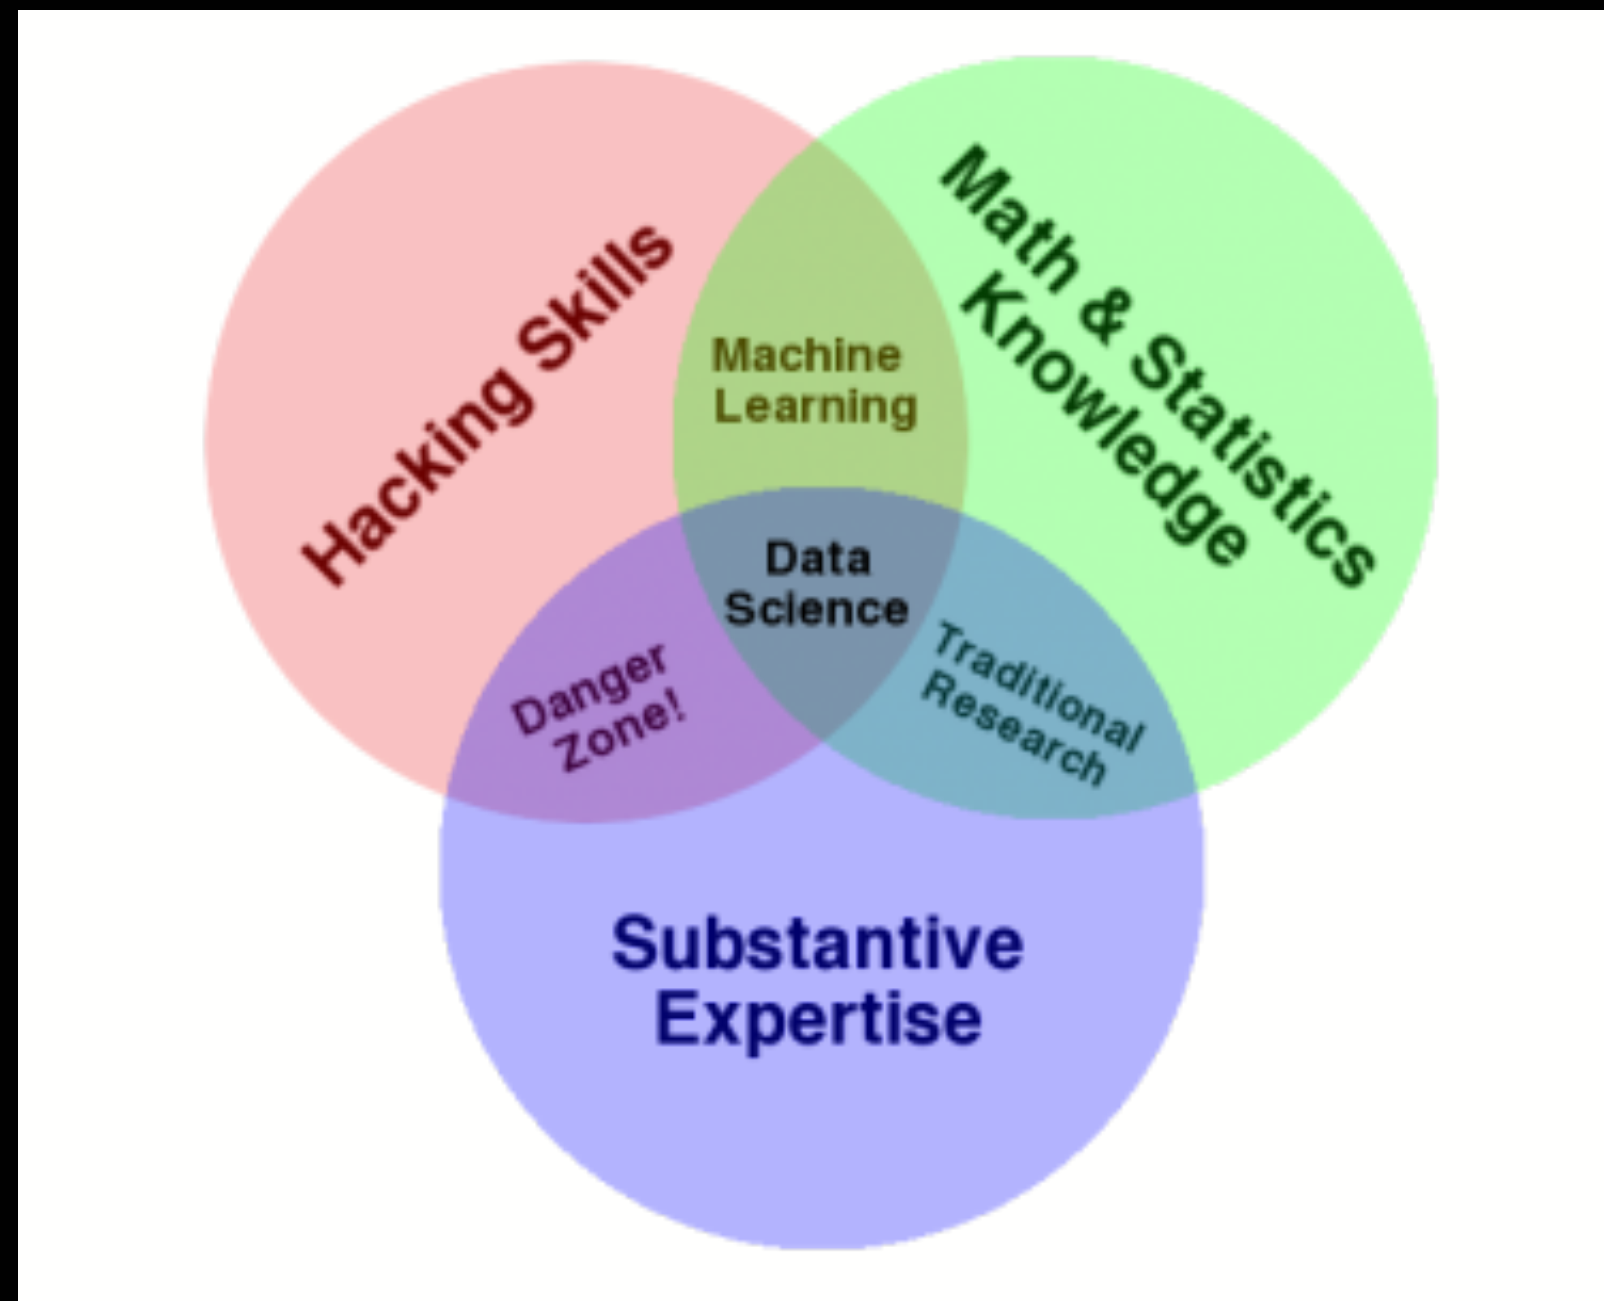 Hacking Skills
Math & Statistics
Knowledge
Machine
Learning
Data
Science
Danger
Zone!
Traditional
Research
Substantive
Expertise